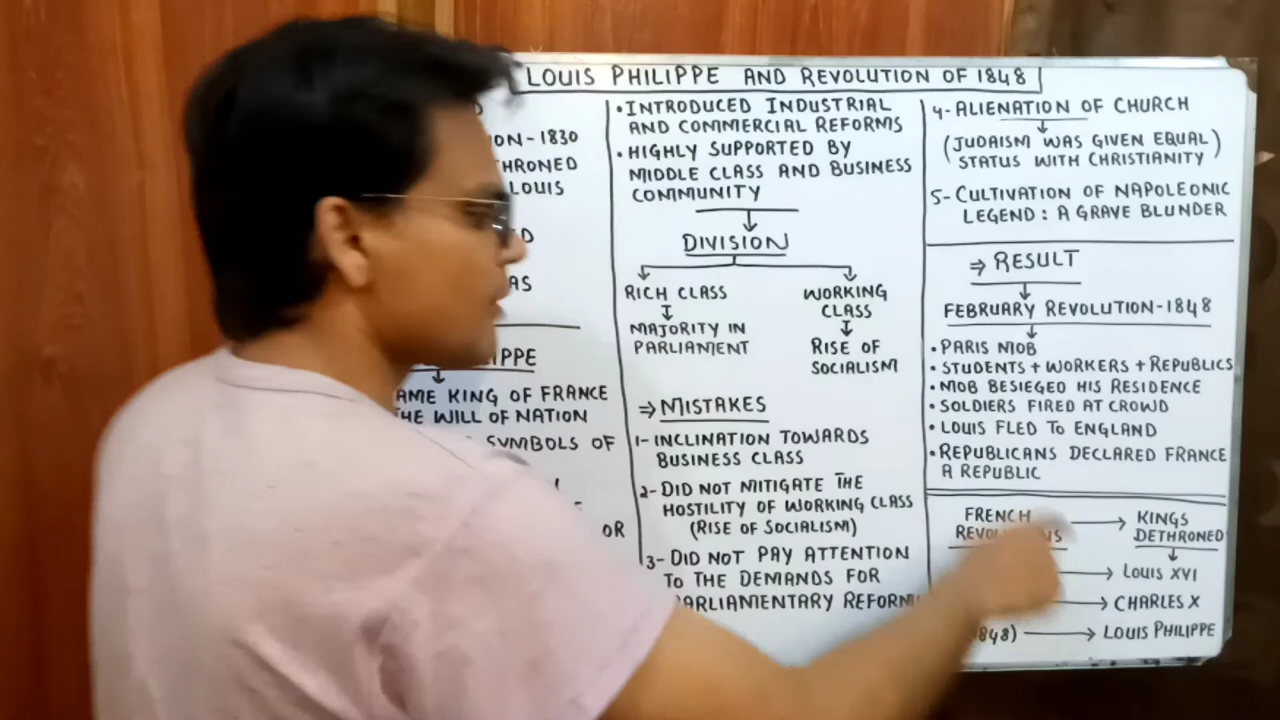 LOUIS PHILIPPE AND REVOLUTION OF 1848
ON-1830
LOUIS
AME KING OF FRANCE
HE WILL OF NATION
SYMBOLS OF
OR
• INTRODUCED INDUSTRIAL
AND COMMERCIAL REFORMS
• HIGHLY SUPPORTED BY
MIDDLE CLASS AND BUSINESS
COMMUNITY
DIVISION
RICH CLASS
MAJORITY IN
PARLIAMENT
WORKING
CLASS
RISE OF
SOCIALISM
⇒ MISTAKES
1- INCLINATION TOWARDS
BUSINESS CLASS
2- DID NOT MITIGATE THE
HOSTILITY OF WORKING CLASS
(RISE OF SOCIALISM)
3- DID NOT PAY ATTENTION
TO THE DEMANDS FOR
ARLIAMENTARY REFORM
4- ALIENATION OF CHURCH
(JUDAISM WAS GIVEN EQUAL
STATUS WITH CHRISTIANITY)
5- CULTIVATION OF NAPOLEONIC
LEGEND : A GRAVE BLUNDER
⇒ RESULT
FEBRUARY REVOLUTION-1848
• PARIS MOB
• STUDENTS + WORKERS + REPUBLICS
• MOB BESIEGED HIS RESIDENCE
• SOLDIERS FIRED AT CROWD
• LOUIS FLED TO ENGLAND
• REPUBLICANS DECLARED FRANCE
A REPUBLIC
FRENCH
KINGS
DETHRONED
LOUIS XVI
CHARLES X
848) → LOUIS PHILIPPE